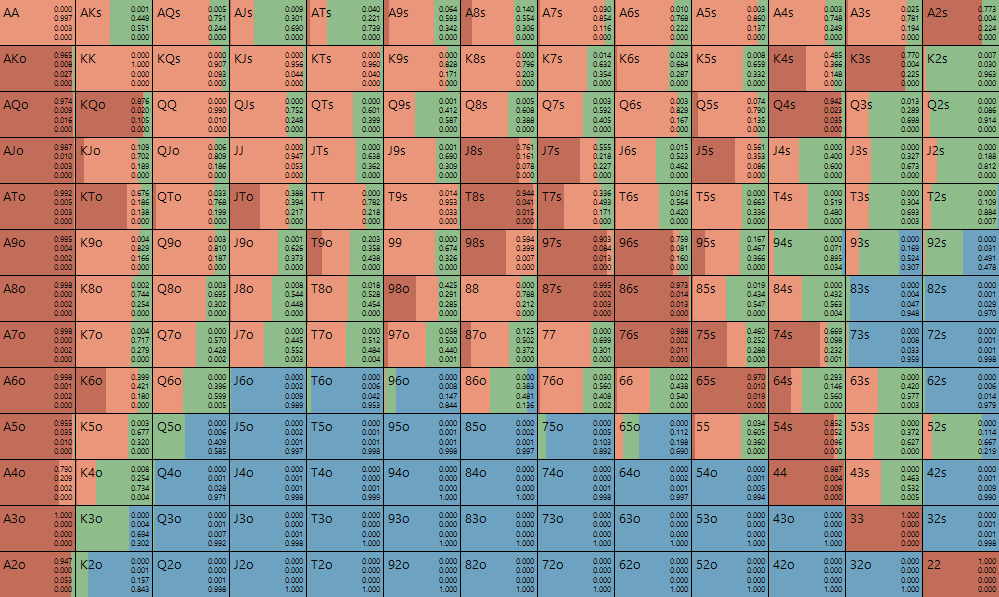 AA 0.000 0.997 0.003 0.000
AKs 0.001 0.449 0.551 0.000
AQs 0.005 0.751 0.244 0.000
AJs 0.009 0.301 0.690 0.000
ATs 0.040 0.221 0.739 0.000
A9s 0.064 0.593 0.342 0.000
A8s 0.140 0.554 0.306 0.000
A7s 0.030 0.854 0.116 0.000
A6s 0.010 0.768 0.222 0.000
A5s 0.003 0.860 0.137 0.000
A4s 0.003 0.748 0.249 0.000
A3s 0.025 0.781 0.194 0.000
A2s 0.773 0.004 0.224 0.000
AKo 0.965 0.008 0.027 0.000
KK 0.000 1.000 0.000 0.000
KQs 0.000 0.907 0.093 0.000
KJs 0.000 0.956 0.044 0.000
KTs 0.000 0.960 0.040 0.000
K9s 0.000 0.828 0.171 0.000
K8s 0.000 0.796 0.203 0.000
K7s 0.014 0.632 0.354 0.000
K6s 0.029 0.684 0.287 0.000
K5s 0.008 0.659 0.332 0.000
K4s 0.485 0.366 0.148 0.000
K3s 0.770 0.004 0.225 0.000
K2s 0.007 0.030 0.963 0.000
AQo 0.974 0.009 0.016 0.000
KQo 0.876 0.020 0.105 0.000
QQ 0.000 0.990 0.010 0.000
QJs 0.000 0.752 0.248 0.000
QTs 0.000 0.601 0.399 0.000
Q9s 0.001 0.412 0.587 0.000
Q8s 0.005 0.608 0.388 0.000
Q7s 0.003 0.592 0.405 0.000
Q6s 0.003 0.829 0.167 0.000
Q5s 0.074 0.790 0.135 0.000
Q4s 0.942 0.023 0.035 0.000
Q3s 0.013 0.289 0.698 0.000
Q2s 0.000 0.086 0.914 0.000
AJo 0.987 0.010 0.003 0.000
KJo 0.109 0.702 0.189 0.000
QJo 0.006 0.809 0.186 0.000
JJ 0.000 0.947 0.053 0.000
JTs 0.000 0.638 0.362 0.000
J9s 0.001 0.690 0.309 0.000
J8s 0.761 0.161 0.078 0.000
J7s 0.555 0.218 0.227 0.000
J6s 0.015 0.523 0.462 0.000
J5s 0.561 0.353 0.086 0.000
J4s 0.000 0.400 0.600 0.000
J3s 0.000 0.327 0.673 0.000
J2s 0.000 0.188 0.812 0.000
ATo 0.992 0.005 0.003 0.000
KTo 0.676 0.186 0.138 0.000
QTo 0.033 0.768 0.199 0.000
JTo 0.388 0.394 0.217 0.000
TT 0.000 0.782 0.218 0.000
T9s 0.014 0.953 0.033 0.000
T8s 0.944 0.041 0.015 0.000
T7s 0.336 0.493 0.171 0.000
T6s 0.016 0.564 0.420 0.000
T5s 0.000 0.663 0.336 0.000
T4s 0.000 0.519 0.480 0.000
T3s 0.000 0.304 0.693 0.003
T2s 0.000 0.109 0.884 0.007
A9o 0.995 0.004 0.002 0.000
K9o 0.004 0.829 0.166 0.000
Q9o 0.003 0.810 0.187 0.000
J9o 0.001 0.626 0.373 0.000
T9o 0.203 0.358 0.438 0.000
99 0.000 0.674 0.326 0.000
98s 0.594 0.399 0.007 0.000
97s 0.903 0.084 0.013 0.000
96s 0.759 0.081 0.160 0.000
95s 0.167 0.467 0.366 0.000
94s 0.000 0.071 0.895 0.034
93s 0.000 0.169 0.524 0.307
92s 0.000 0.031 0.491 0.478
A8o 0.998 0.000 0.002 0.000
K8o 0.002 0.744 0.254 0.000
Q8o 0.003 0.695 0.302 0.000
J8o 0.008 0.544 0.448 0.000
T8o 0.018 0.528 0.454 0.000
98o 0.425 0.291 0.285 0.000
88 0.000 0.788 0.212 0.000
87s 0.995 0.002 0.003 0.000
86s 0.973 0.014 0.013 0.000
85s 0.019 0.434 0.547 0.000
84s 0.000 0.432 0.563 0.004
83s 0.000 0.004 0.047 0.948
82s 0.000 0.001 0.029 0.970
A7o 0.998 0.000 0.002 0.000
K7o 0.004 0.717 0.279 0.000
Q7o 0.000 0.570 0.428 0.002
J7o 0.000 0.445 0.552 0.003
T7o 0.000 0.512 0.484 0.004
97o 0.058 0.500 0.440 0.001
87o 0.125 0.502 0.372 0.000
77 0.000 0.699 0.301 0.000
76s 0.988 0.002 0.011 0.000
75s 0.460 0.252 0.288 0.000
74s 0.669 0.098 0.232 0.001
73s 0.000 0.008 0.033 0.959
72s 0.000 0.001 0.001 0.998
A6o 0.998 0.001 0.002 0.000
K6o 0.399 0.421 0.180 0.000
Q6o 0.000 0.396 0.599 0.005
J6o 0.000 0.002 0.009 0.989
T6o 0.000 0.006 0.042 0.953
96o 0.000 0.008 0.147 0.844
86o 0.000 0.383 0.481 0.136
76o 0.030 0.560 0.408 0.002
66 0.022 0.438 0.540 0.000
65s 0.970 0.010 0.019 0.000
64s 0.293 0.146 0.560 0.000
63s 0.000 0.420 0.577 0.003
62s 0.000 0.006 0.014 0.979
A5o 0.955 0.035 0.010 0.000
K5o 0.003 0.677 0.320 0.000
Q5o 0.000 0.006 0.409 0.585
J5o 0.000 0.002 0.001 0.997
T5o 0.000 0.001 0.001 0.998
95o 0.000 0.001 0.002 0.998
85o 0.000 0.001 0.002 0.997
75o 0.000 0.005 0.103 0.892
65o 0.000 0.112 0.198 0.690
55 0.034 0.605 0.360 0.000
54s 0.852 0.052 0.096 0.000
53s 0.000 0.372 0.627 0.000
52s 0.000 0.114 0.667 0.219
A4o 0.790 0.209 0.002 0.000
K4o 0.008 0.254 0.734 0.004
Q4o 0.000 0.001 0.028 0.971
J4o 0.000 0.001 0.001 0.998
T4o 0.000 0.000 0.001 0.999
94o 0.000 0.000 0.000 1.000
84o 0.000 0.000 0.000 1.000
74o 0.000 0.001 0.000 0.998
64o 0.000 0.001 0.002 0.997
54o 0.000 0.001 0.005 0.994
44 0.987 0.004 0.009 0.000
43s 0.000 0.463 0.532 0.005
42s 0.000 0.001 0.009 0.990
A3o 1.000 0.000 0.000 0.000
K3o 0.000 0.004 0.694 0.302
Q3o 0.000 0.001 0.007 0.992
J3o 0.000 0.001 0.000 0.998
T3o 0.000 0.000 0.000 1.000
93o 0.000 0.000 0.000 1.000
83o 0.000 0.000 0.000 1.000
73o 0.000 0.000 0.000 1.000
63o 0.000 0.000 0.000 1.000
53o 0.000 0.000 0.000 1.000
43o 0.000 0.000 0.000 1.000
33 1.000 0.000 0.000 0.000
32s 0.000 0.001 0.001 0.998
A2o 0.947 0.000 0.053 0.000
K2o 0.000 0.001 0.157 0.843
Q2o 0.000 0.001 0.000 0.998
J2o 0.000 0.000 0.000 1.000
T2o 0.000 0.000 0.000 1.000
92o 0.000 0.000 0.000 1.000
82o 0.000 0.000 0.000 1.000
72o 0.000 0.000 0.000 1.000
62o 0.000 0.000 0.000 1.000
52o 0.000 0.000 0.000 1.000
42o 0.000 0.000 0.000 1.000
32o 0.000 0.000 0.000 1.000
22 1.000 0.000 0.000 0.000